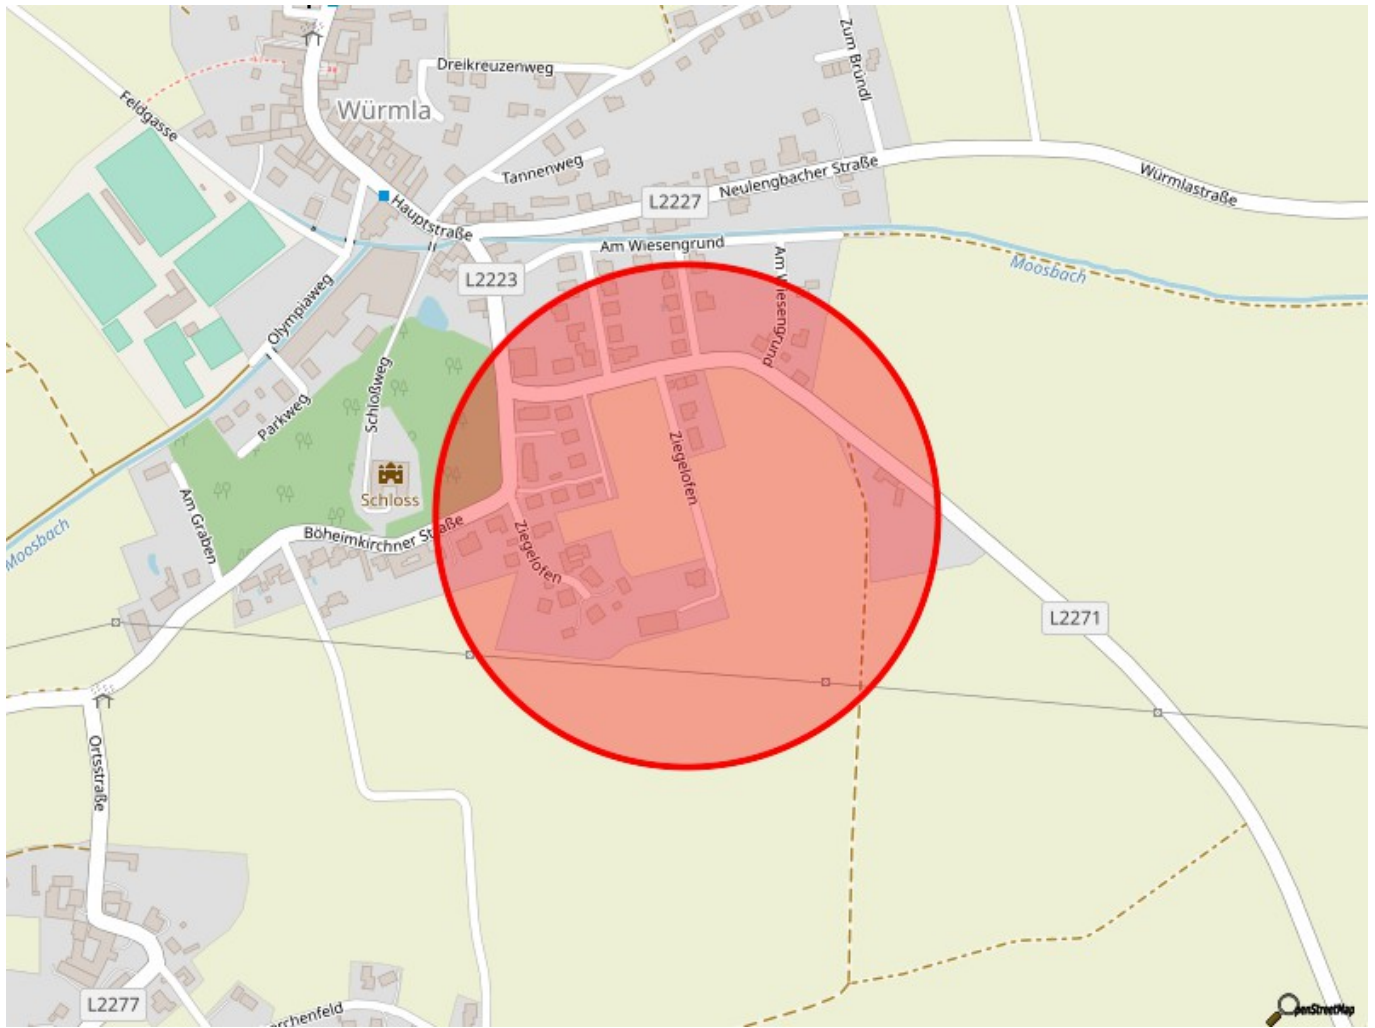 Zum Bründl
Dreikreuzenweg
Feldgasse
Würmla
Tannenweg
Neulengbacher Straße
Würmlastraße
L2227
Hauptstraße
Am Wiesengrund
Am Wiesengrund
Moosbach
L2223
Olympiaweg
Schloßweg
Parkweg
Ziegelofen
Schloss
Am Graben
Böheimkirchner Straße
Moosbach
Ziegelofen
L2271
Ortsstraße
L2277
erchenfeld
OpenStreetMap